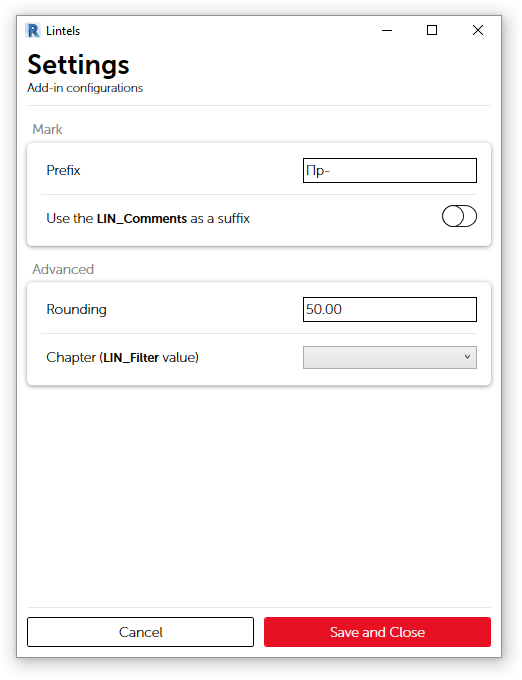 Lintels
Settings
Add-in configurations
Mark
Prefix
Пр-
Use the LIN_Comments as a suffix
Advanced
Rounding
50.00
Chapter (LIN_Filter value)
Cancel
Save and Close